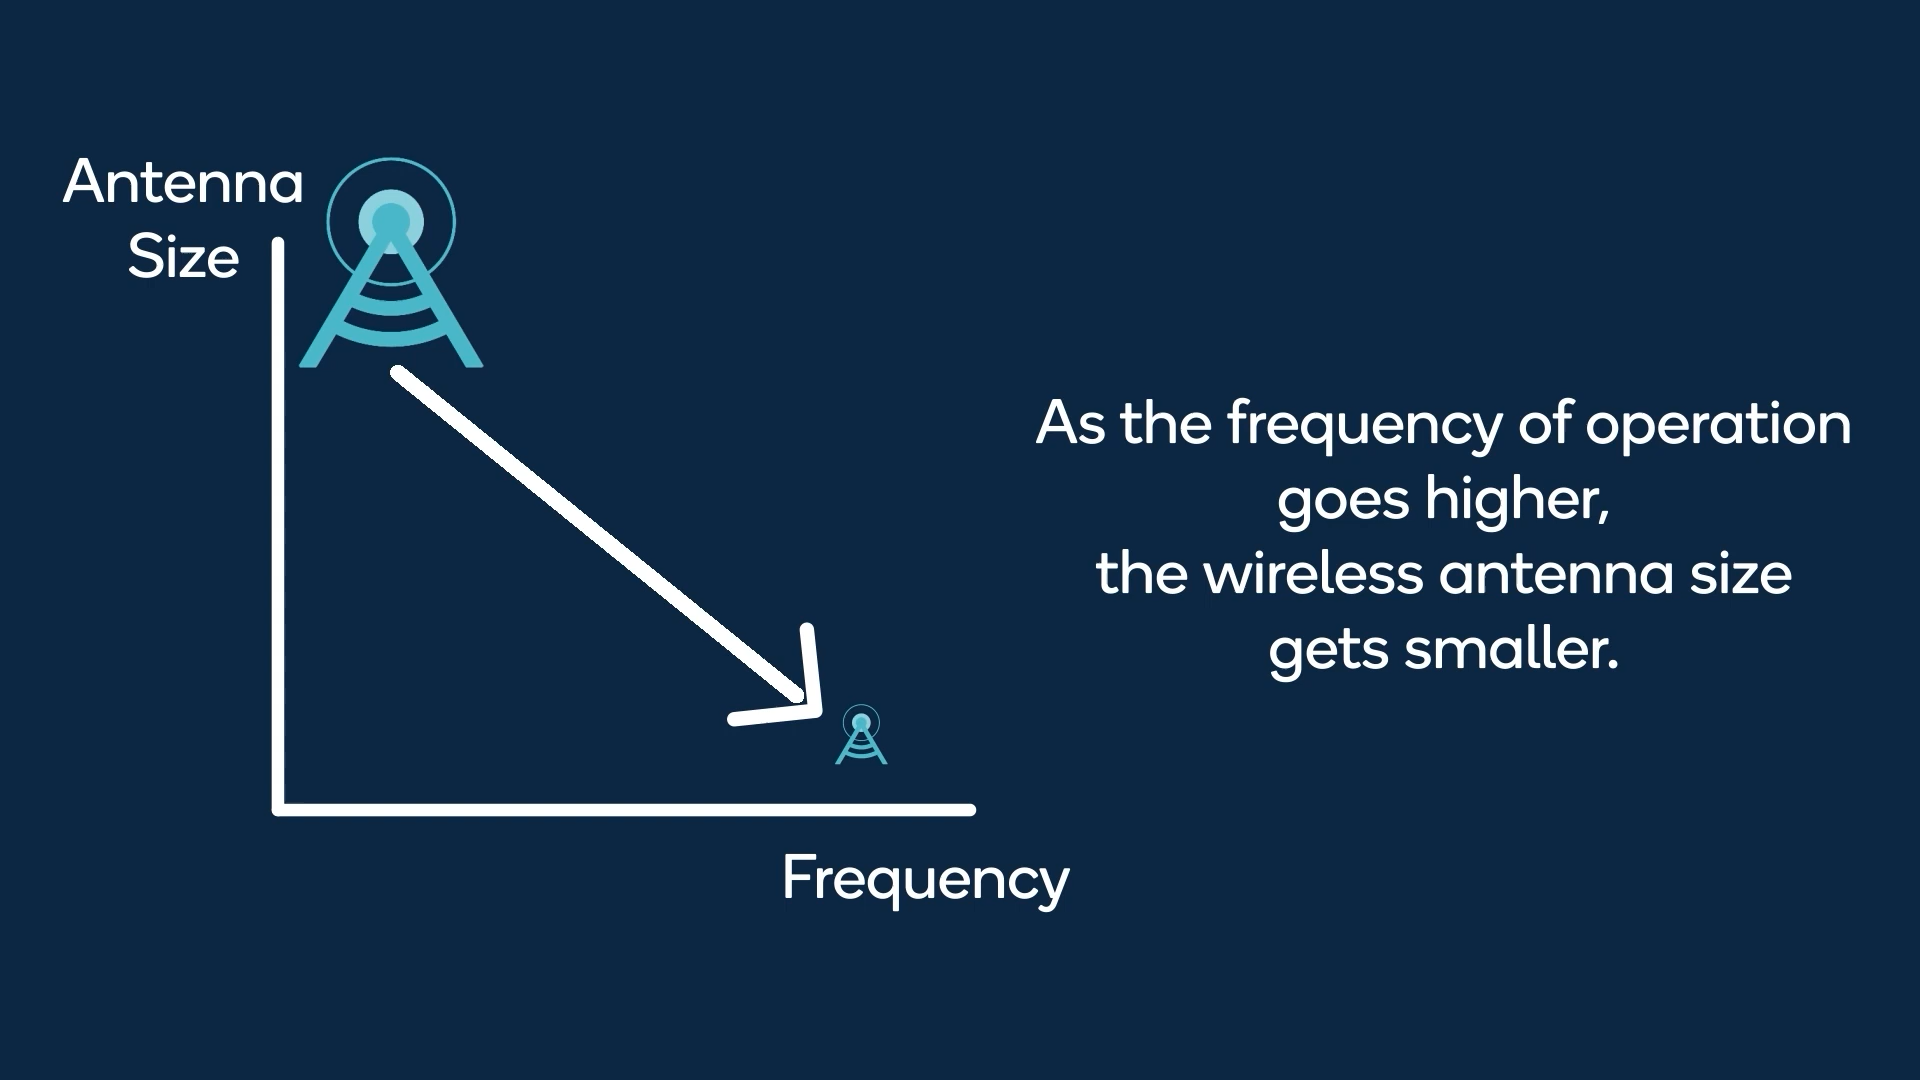 Antenna
Size
As the frequency of operation
goes higher,
the wireless antenna size
gets smaller.
Frequency